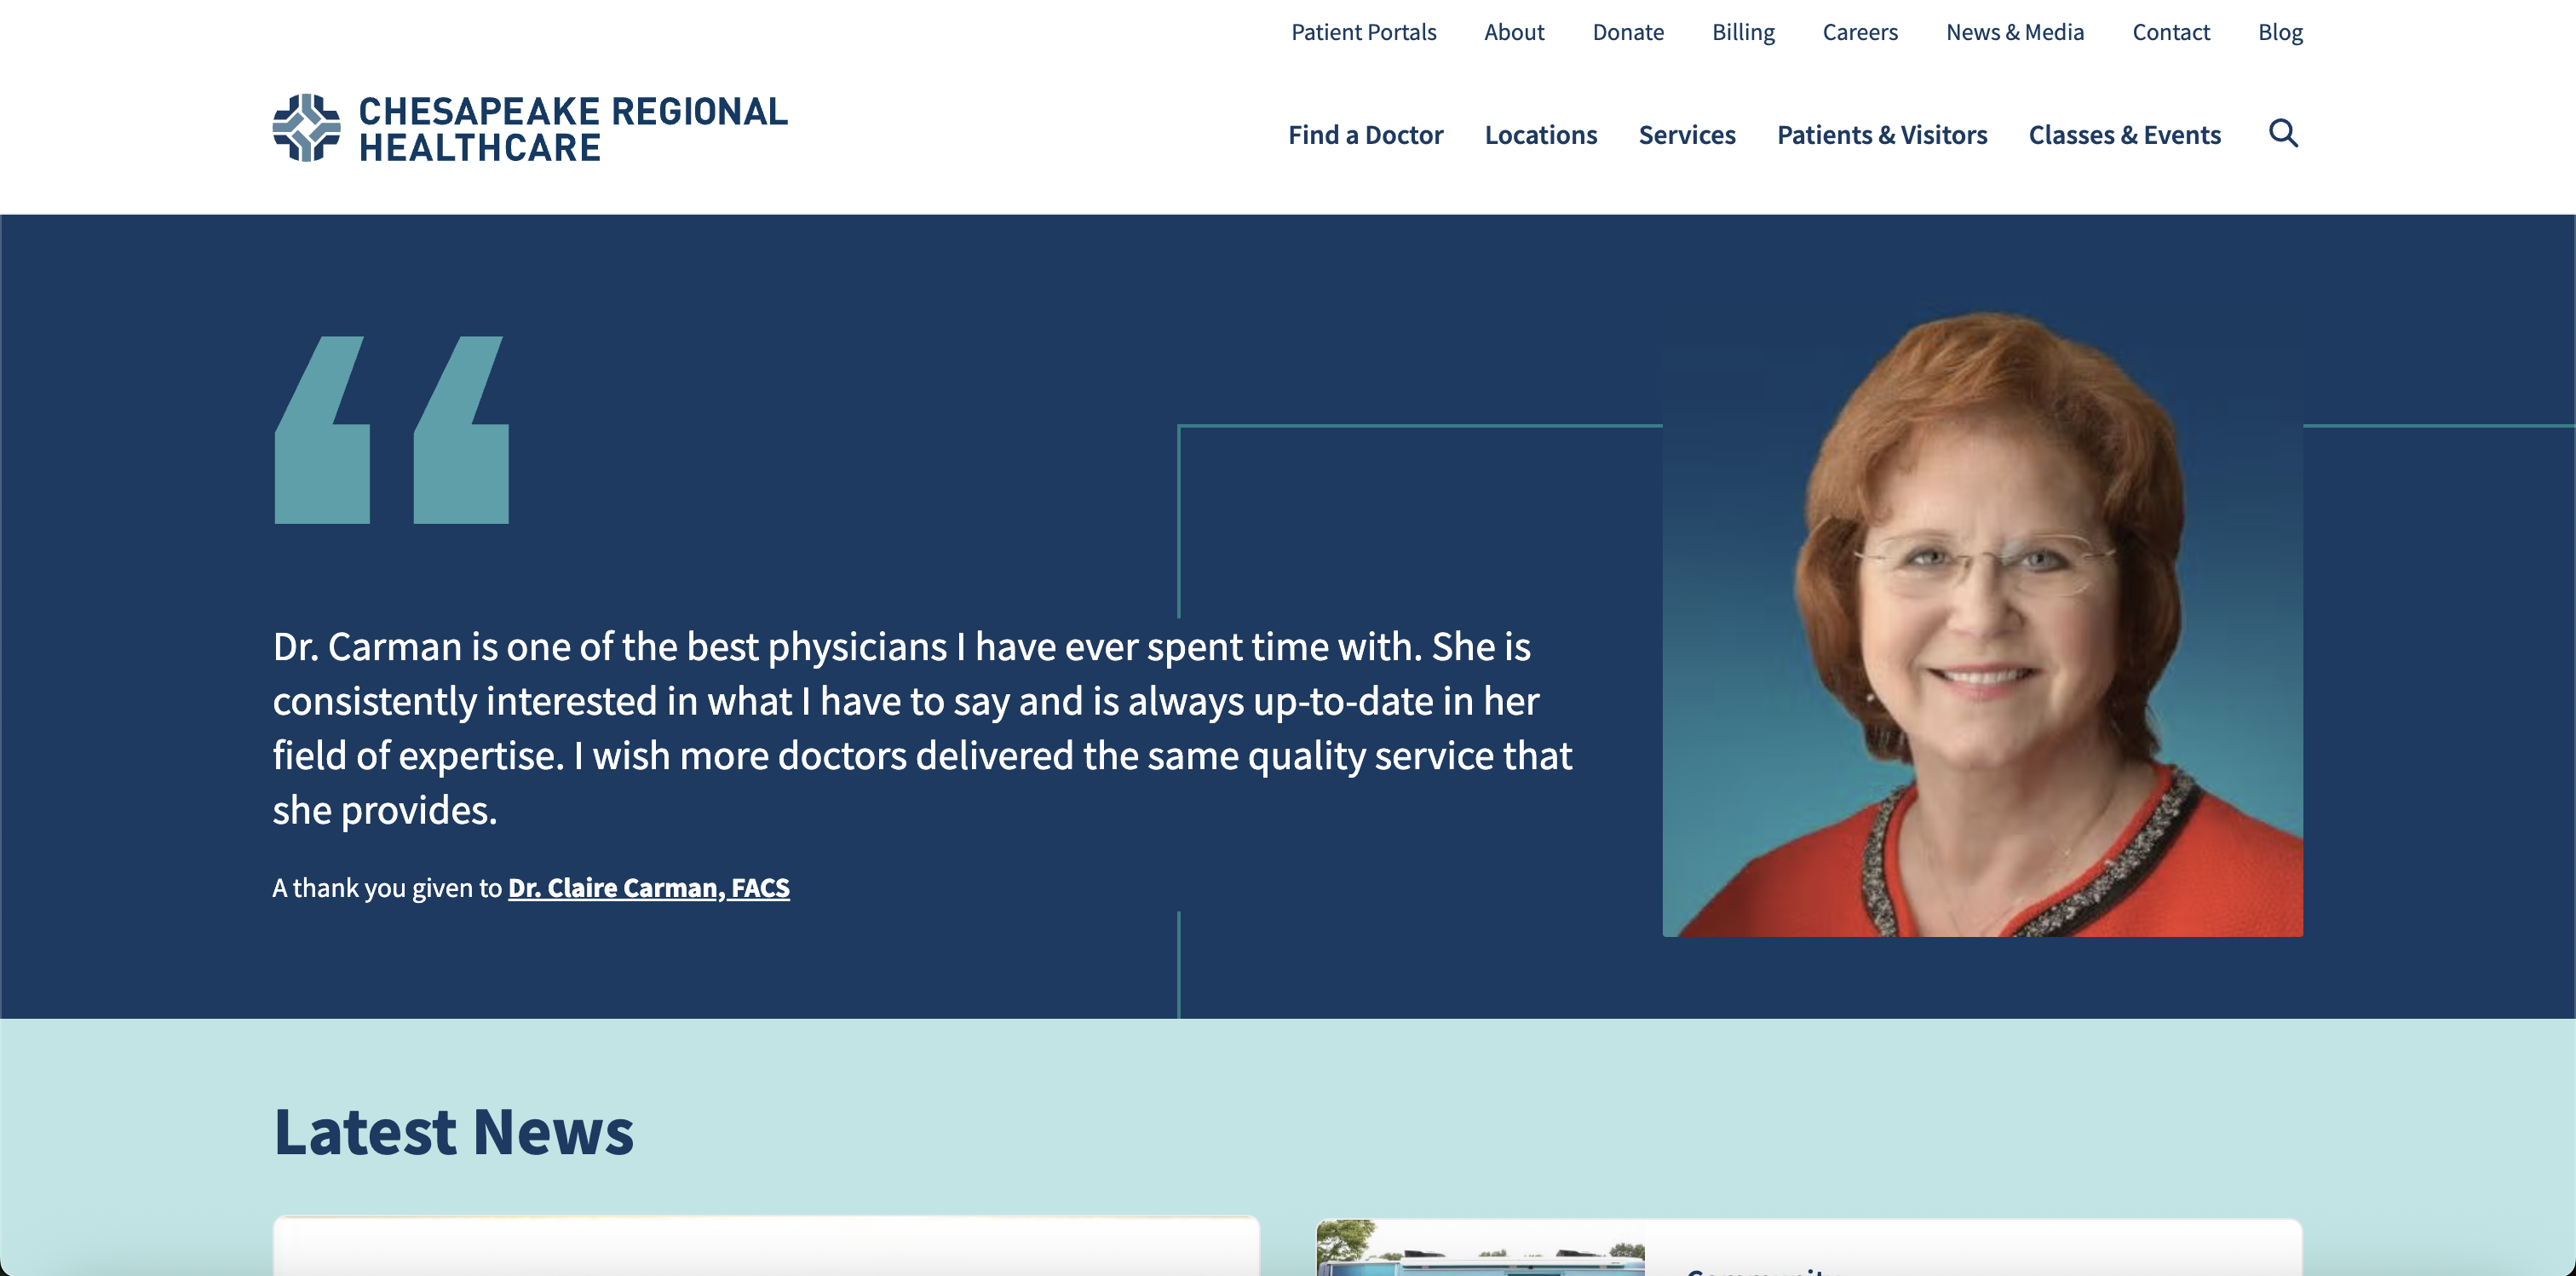 Patient Portals About Donate Billing Careers News & Media Contact Blog
CHESAPEAKE REGIONAL
HEALTHCARE
Find a Doctor Locations Services Patients & Visitors Classes & Events
“
Dr. Carman is one of the best physicians I have ever spent time with. She is
consistently interested in what I have to say and is always up-to-date in her
field of expertise. I wish more doctors delivered the same quality service that
she provides.
A thank you given to Dr. Claire Carman, FACS
Latest News
Community